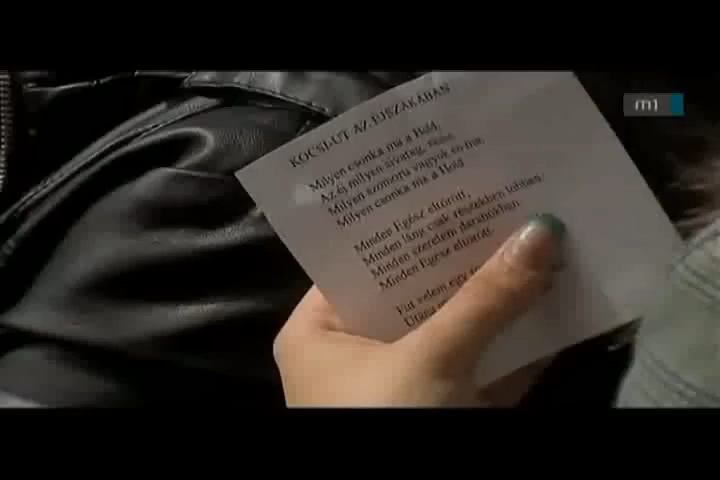 KOCSI-ÚT AZ ÉJSZAKÁBAN
Milyen csonka ma a Hold,
Az éj milyen sivatag, néma,
Milyen szomorú vagyok én ma,
Milyen csonka ma a Hold.
Minden Egész eltörött,
Minden láng csak részekben lobban,
Minden szerelem darabokban,
Minden Egész eltörött.
Fut velem egy
m1